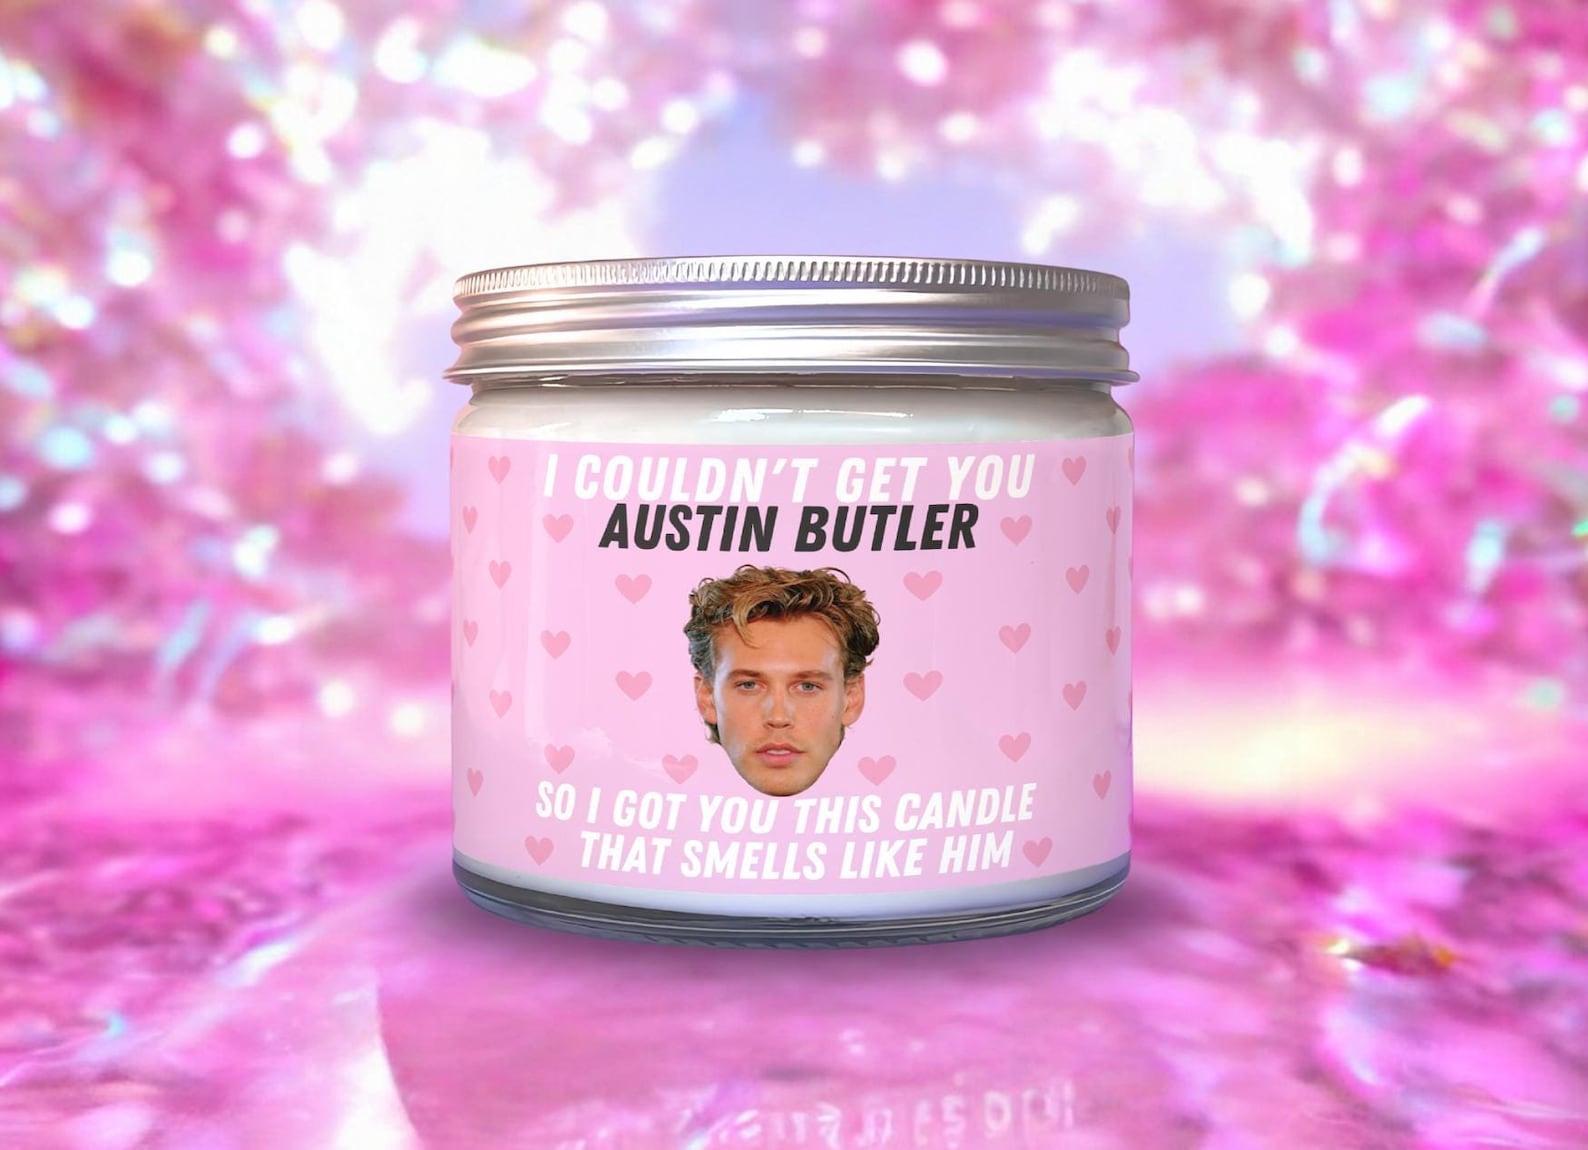 I COULDN'T GET YOU
AUSTIN BUTLER
SO I GOT YOU THIS CANDLE
THAT SMELLS LIKE HIM